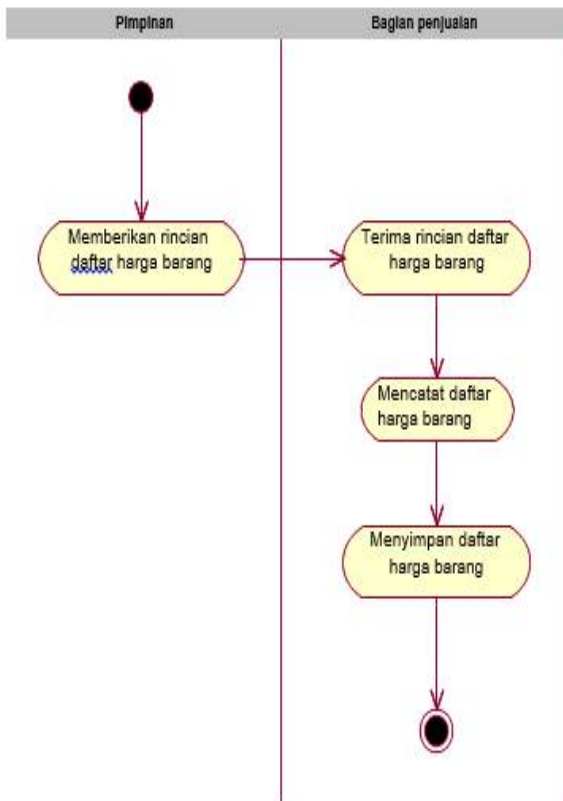 Pimpinan
Bagian penjualan
Memberikan rincian
daftar harga barang
Terima rincian daftar
harga barang
Mencatat daftar
harga barang
Menyimpan daftar
harga barang